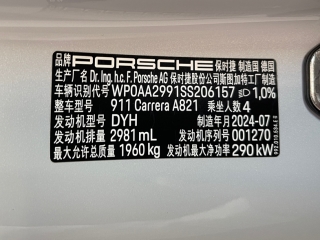 品牌 PORSCHE 保时捷 制造国 德国
生产厂名 Dr. Ing. h.c. F. Porsche AG 保时捷股份公司斯图加特工厂制造
车辆识别代号 WP0AA2991SS206157 1,0%
整车型号 911 Carrera A821 乘坐人数 4
发动机型号 DYH 制造年月 2024-07
发动机排量 2981 mL 发动机序列号 001270
最大允许总质量 1960 kg 发动机最大净功率 290 kW